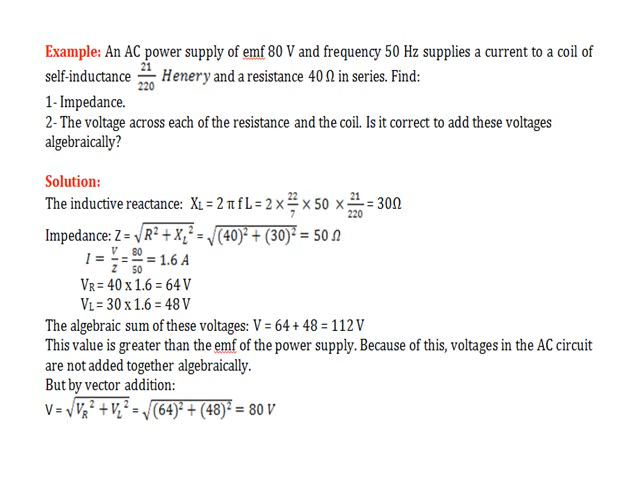 Example: An AC power supply of emf 80 V and frequency 50 Hz supplies a current to a coil of
self-inductance 21/220 Henery and a resistance 40 Ω in series. Find:
1- Impedance.
2- The voltage across each of the resistance and the coil. Is it correct to add these voltages
algebraically?
Solution:
The inductive reactance: XL = 2 π f L = 2 × 22/7 × 50 × 21/220 = 30Ω
Impedance: Z = √(R² + X_L²) = √((40)² + (30)²) = 50 Ω
I = V/Z = 80/50 = 1.6 A
VR = 40 x 1.6 = 64 V
VL = 30 x 1.6 = 48 V
The algebraic sum of these voltages: V = 64 + 48 = 112 V
This value is greater than the emf of the power supply. Because of this, voltages in the AC circuit
are not added together algebraically.
But by vector addition:
V = √(V_R² + V_L²) = √((64)² + (48)²) = 80 V